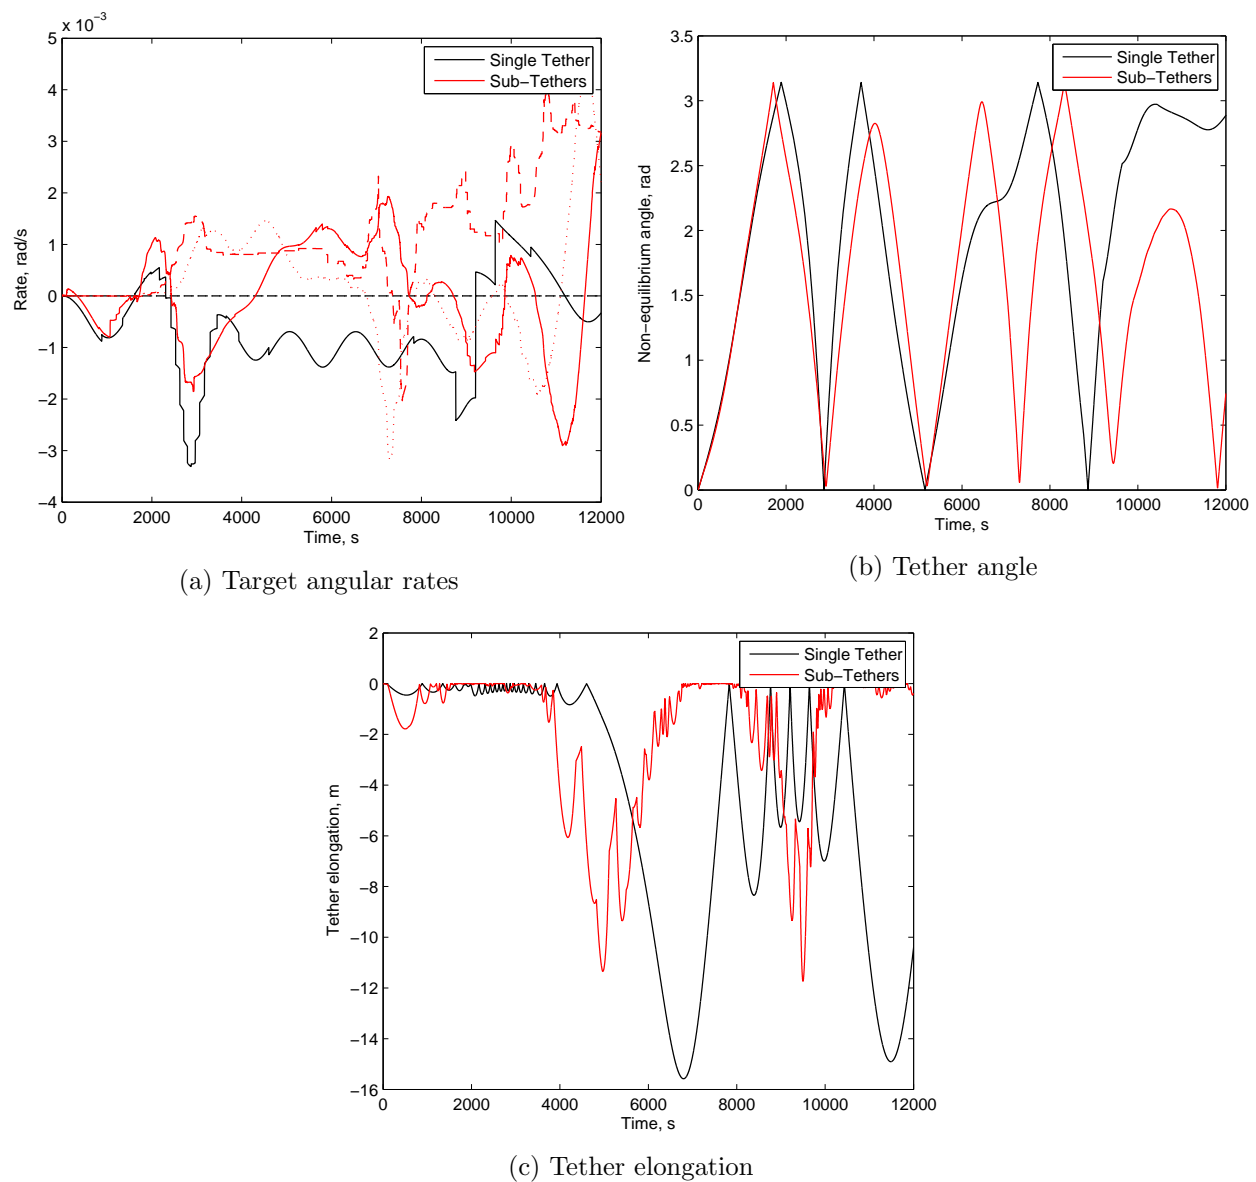 x 10⁻³
5
4
3
2
1
0
−1
−2
−3
−4
Rate, rad/s
0 2000 4000 6000 8000 10000 12000
Time, s
Single Tether
Sub−Tethers
(a) Target angular rates
3.5
3
2.5
2
1.5
1
0.5
0
Non−equilibrium angle, rad
0 2000 4000 6000 8000 10000 12000
Time, s
Single Tether
Sub−Tethers
(b) Tether angle
2
0
−2
−4
−6
−8
−10
−12
−14
−16
Tether elongation, m
0 2000 4000 6000 8000 10000 12000
Time, s
Single Tether
Sub−Tethers
(c) Tether elongation